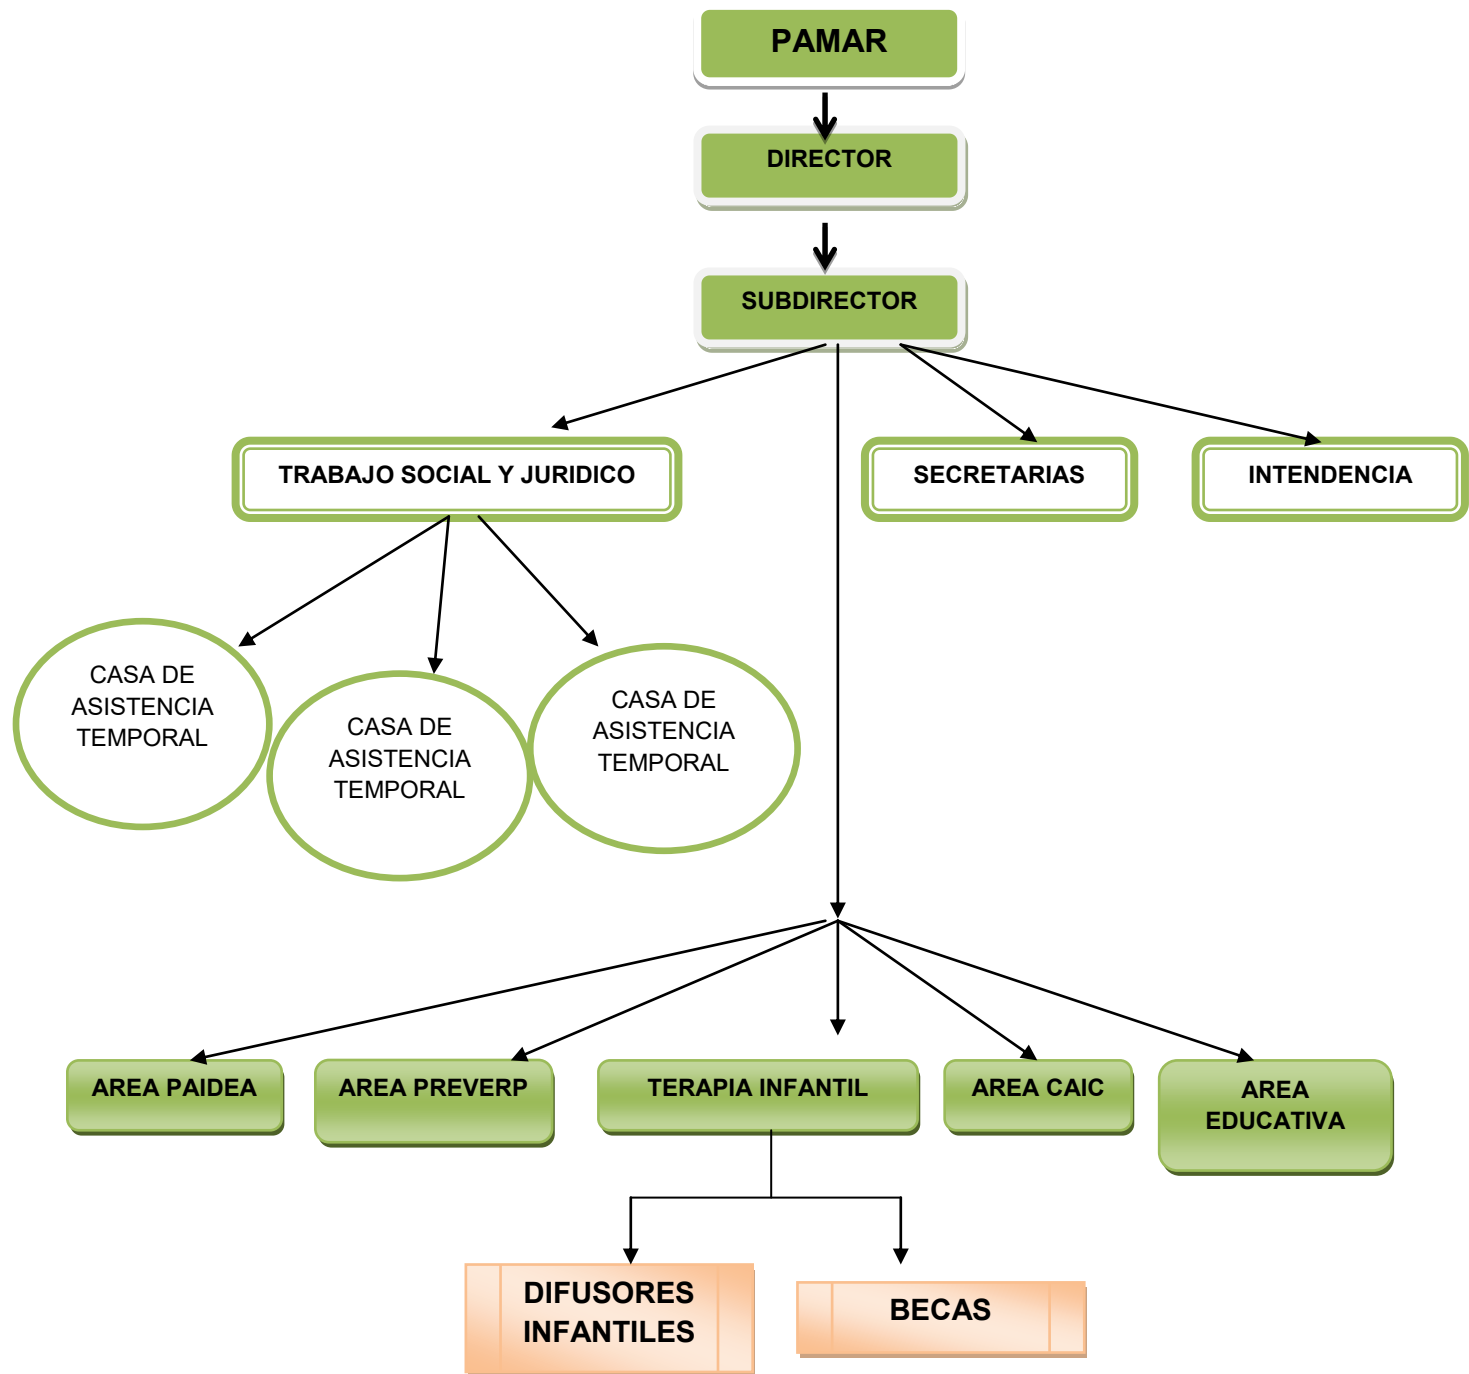 PAMAR
DIRECTOR
SUBDIRECTOR
TRABAJO SOCIAL Y JURIDICO
SECRETARIAS
INTENDENCIA
CASA DE
ASISTENCIA
TEMPORAL
CASA DE
ASISTENCIA
TEMPORAL
CASA DE
ASISTENCIA
TEMPORAL
AREA PAIDEA
AREA PREVERP
TERAPIA INFANTIL
AREA CAIC
AREA
EDUCATIVA
DIFUSORES
INFANTILES
BECAS